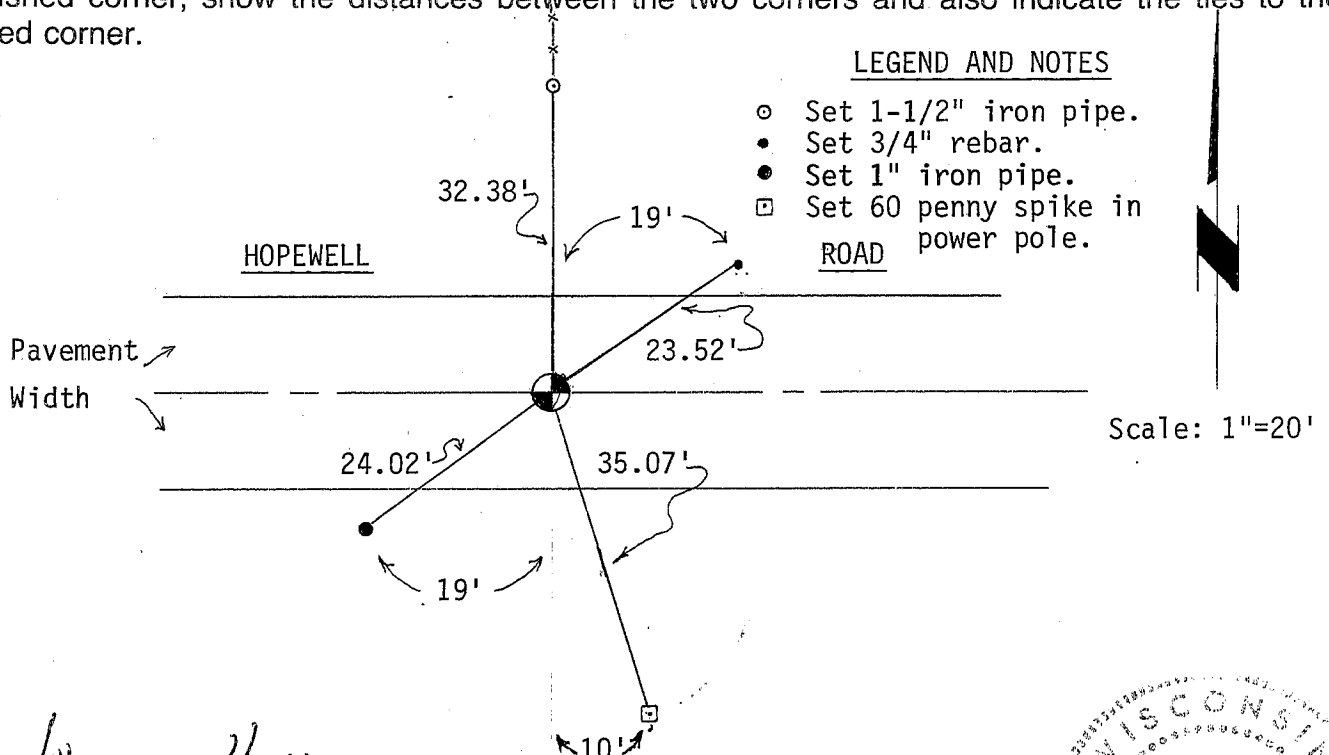 ished corner, show the distances between the two corners and also indicate the ties to the
ed corner.
LEGEND AND NOTES
Set 1-1/2" iron pipe.
Set 3/4" rebar.
Set 1" iron pipe.
Set 60 penny spike in
power pole.
32.38'
19'
HOPEWELL
ROAD
23.52'
Pavement
Width
Scale: 1"=20'
24.02'
35.07'
19'
10'
WISCONSI